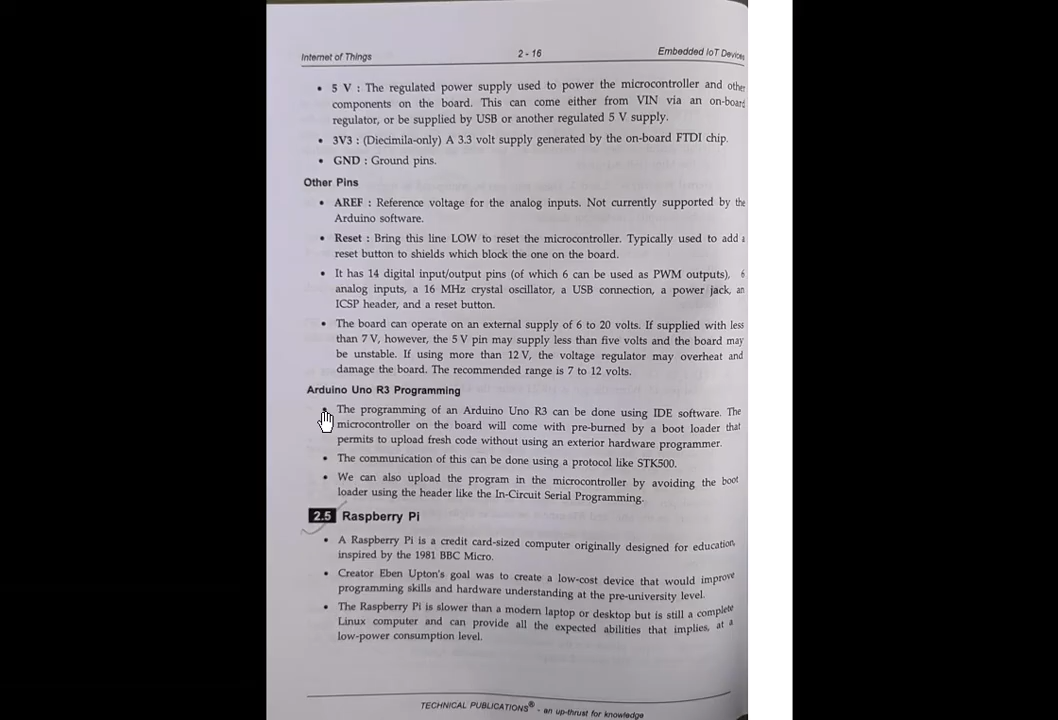 Internet of Things 2 - 16 Embedded IoT Devices
• 5 V : The regulated power supply used to power the microcontroller and other
components on the board. This can come either from VIN via an on-board
regulator, or be supplied by USB or another regulated 5 V supply.
• 3V3 : (Diecimila-only) A 3.3 volt supply generated by the on-board FTDI chip.
• GND : Ground pins.
Other Pins
• AREF : Reference voltage for the analog inputs. Not currently supported by the
Arduino software.
• Reset : Bring this line LOW to reset the microcontroller. Typically used to add a
reset button to shields which block the one on the board.
• It has 14 digital input/output pins (of which 6 can be used as PWM outputs), 6
analog inputs, a 16 MHz crystal oscillator, a USB connection, a power jack, an
ICSP header, and a reset button.
• The board can operate on an external supply of 6 to 20 volts. If supplied with less
than 7 V, however, the 5 V pin may supply less than five volts and the board may
be unstable. If using more than 12 V, the voltage regulator may overheat and
damage the board. The recommended range is 7 to 12 volts.
Arduino Uno R3 Programming
• The programming of an Arduino Uno R3 can be done using IDE software. The
microcontroller on the board will come with pre-burned by a boot loader that
permits to upload fresh code without using an exterior hardware programmer.
• The communication of this can be done using a protocol like STK500.
• We can also upload the program in the microcontroller by avoiding the boot
loader using the header like the In-Circuit Serial Programming.
2.5 Raspberry Pi
• A Raspberry Pi is a credit card-sized computer originally designed for education,
inspired by the 1981 BBC Micro.
• Creator Eben Upton's goal was to create a low-cost device that would improve
programming skills and hardware understanding at the pre-university level.
• The Raspberry Pi is slower than a modern laptop or desktop but is still a complete
Linux computer and can provide all the expected abilities that implies, at a
low-power consumption level.
TECHNICAL PUBLICATIONS® - an up-thrust for knowledge